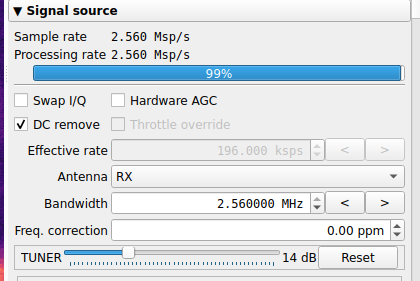 ▼ Signal source
Sample rate 2.560 Msp/s
Processing rate 2.560 Msp/s
99%
Swap I/Q Hardware AGC
DC remove Throttle override
Effective rate 196.000 ksps < >
Antenna RX
Bandwidth 2.560000 MHz < >
Freq. correction 0.00 ppm
TUNER 14 dB Reset